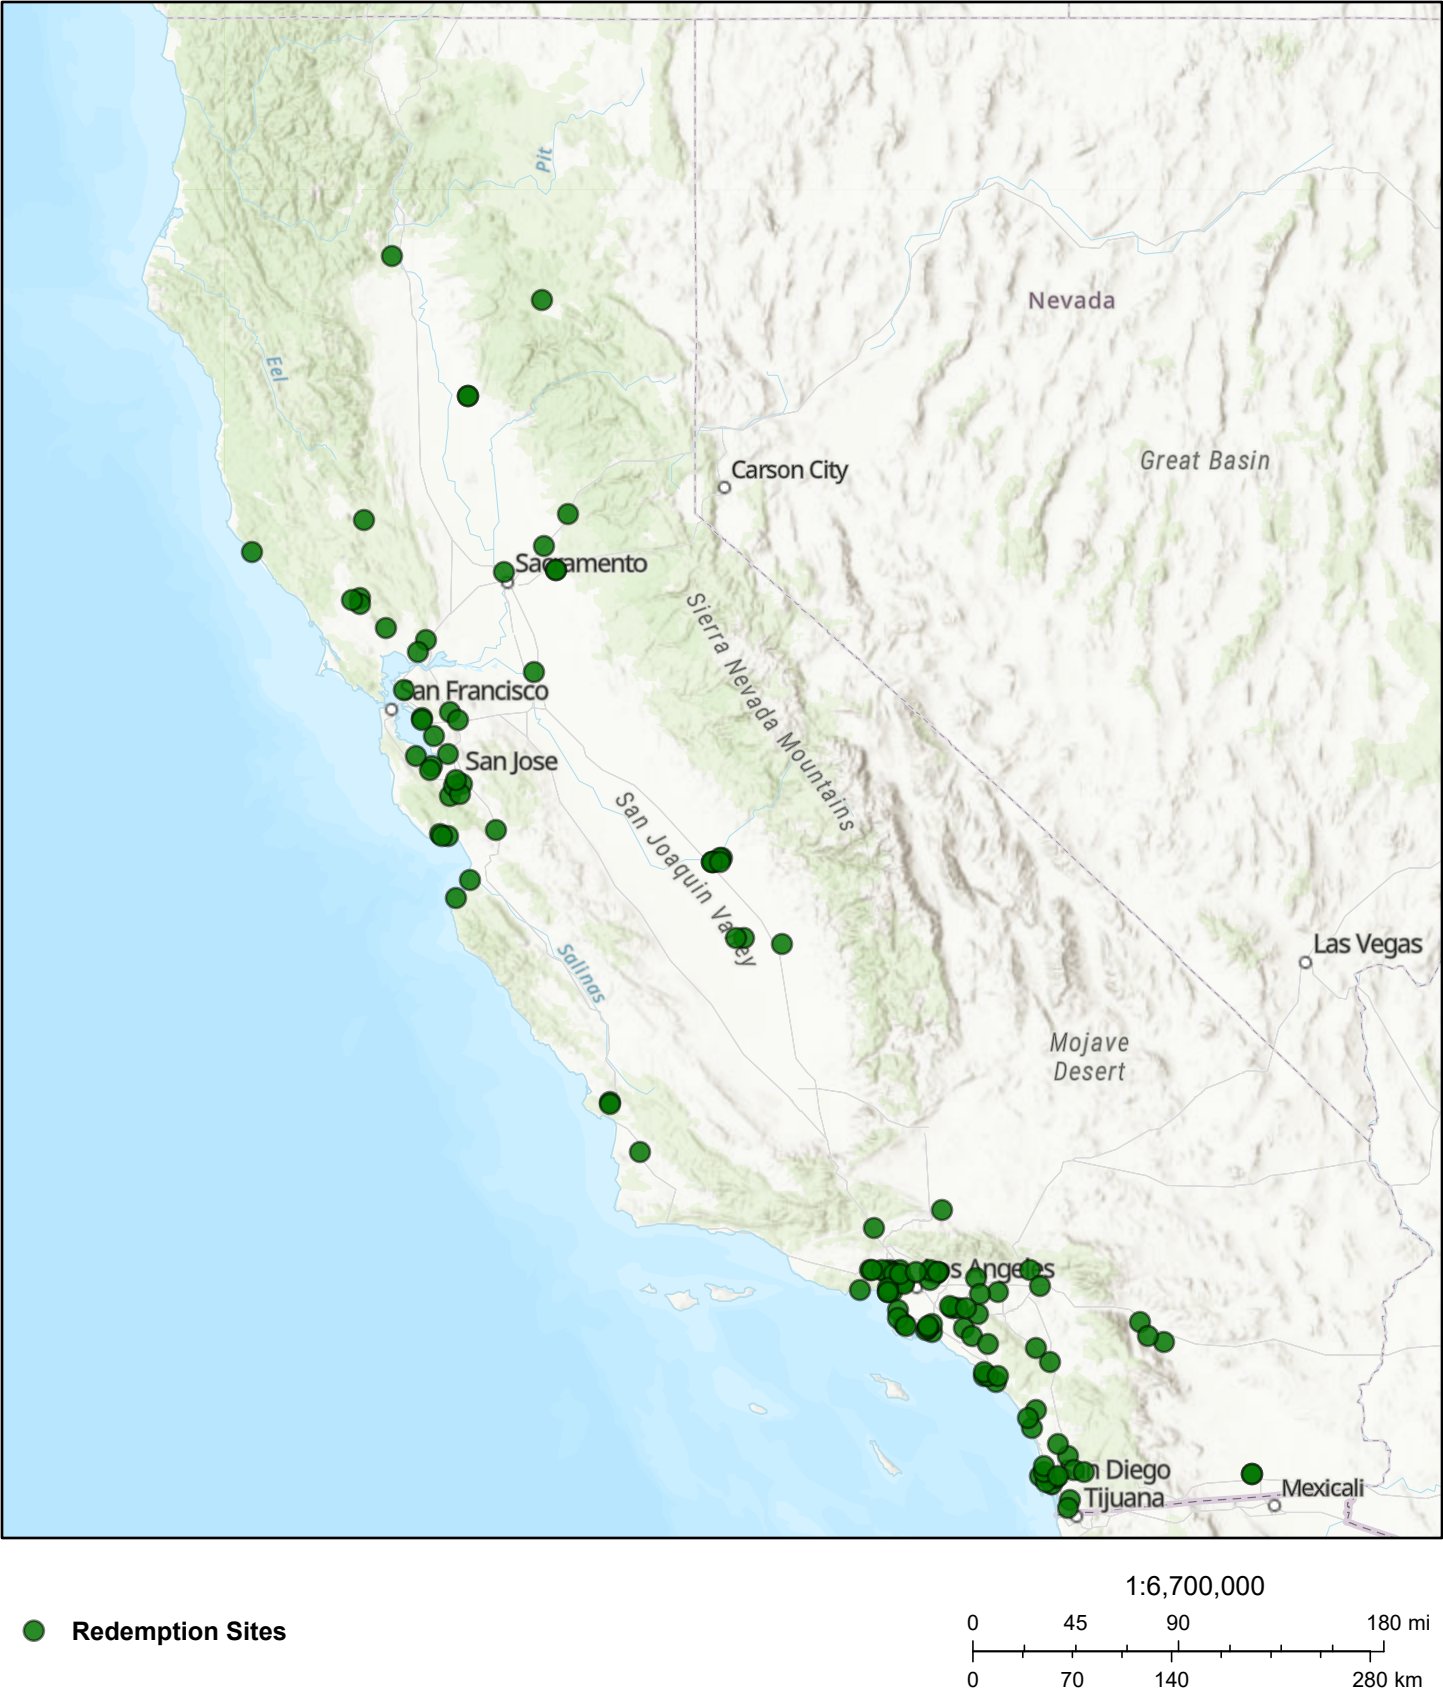 Pit
Nevada
Eel
Great Basin
Carson City
Sacramento
Sierra Nevada Mountains
San Francisco
San Jose
San Joaquin Valley
Las Vegas
Salinas
Mojave
Desert
os Angeles
n Diego
Mexicali
Tijuana
1:6,700,000
0 45 90 180 mi
Redemption Sites
0 70 140 280 km